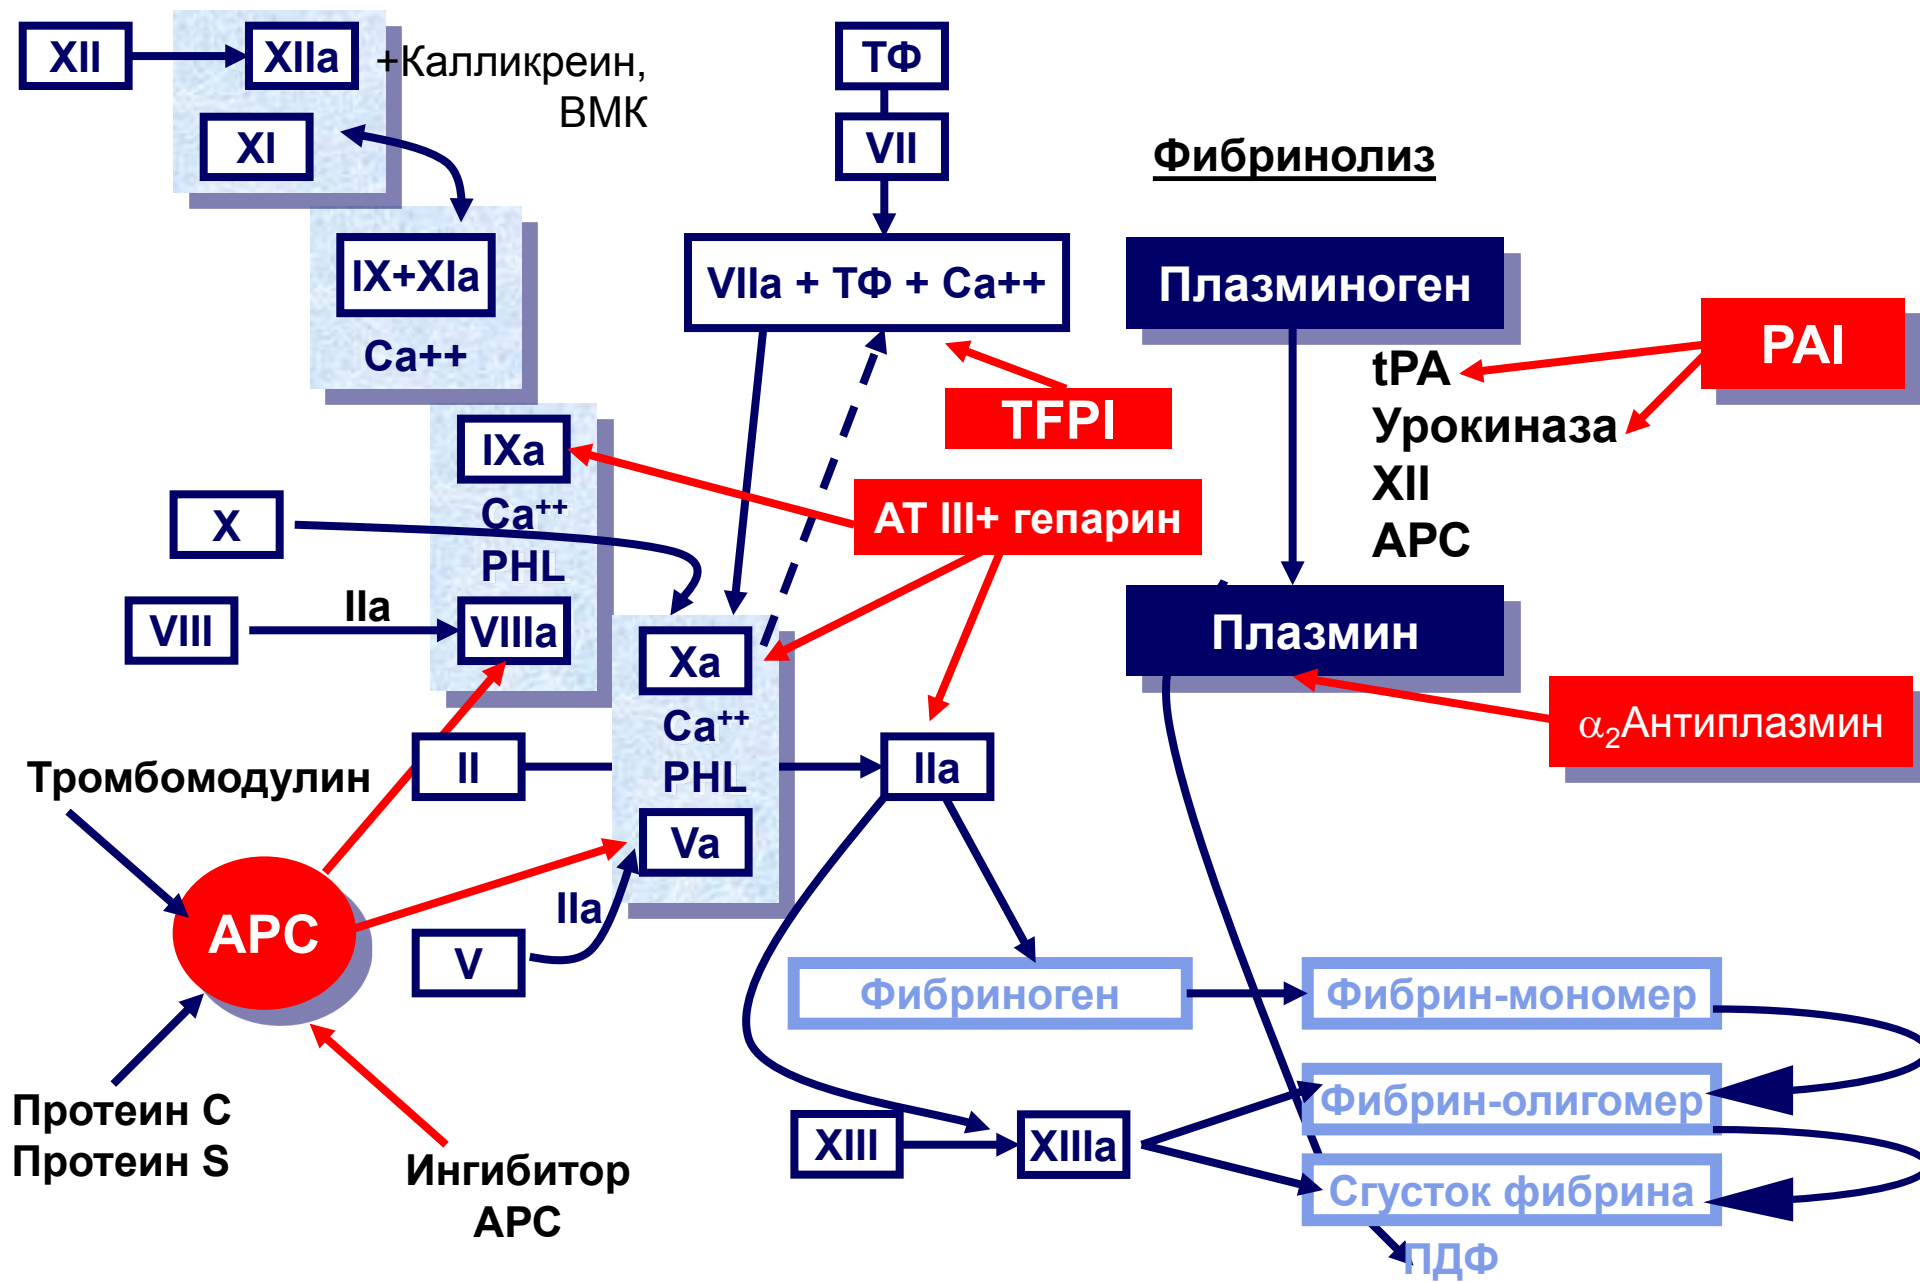 XII
XIIa
+Калликреин,
ВМК
XI
IX+XIa
Ca++
ТФ
VII
VIIa + ТФ + Ca++
TFPI
IXa
Ca++
PHL
VIIIa
X
VIII
IIa
АТ III+ гепарин
Xa
Ca++
PHL
Va
II
IIa
V
IIa
Тромбомодулин
APC
Протеин С
Протеин S
Ингибитор
АРС
Фибринолиз
Плазминоген
tPA
Урокиназа
XII
APC
PAI
Плазмин
α2Антиплазмин
Фибриноген
Фибрин-мономер
Фибрин-олигомер
XIII
XIIIa
Сгусток фибрина
ПДФ